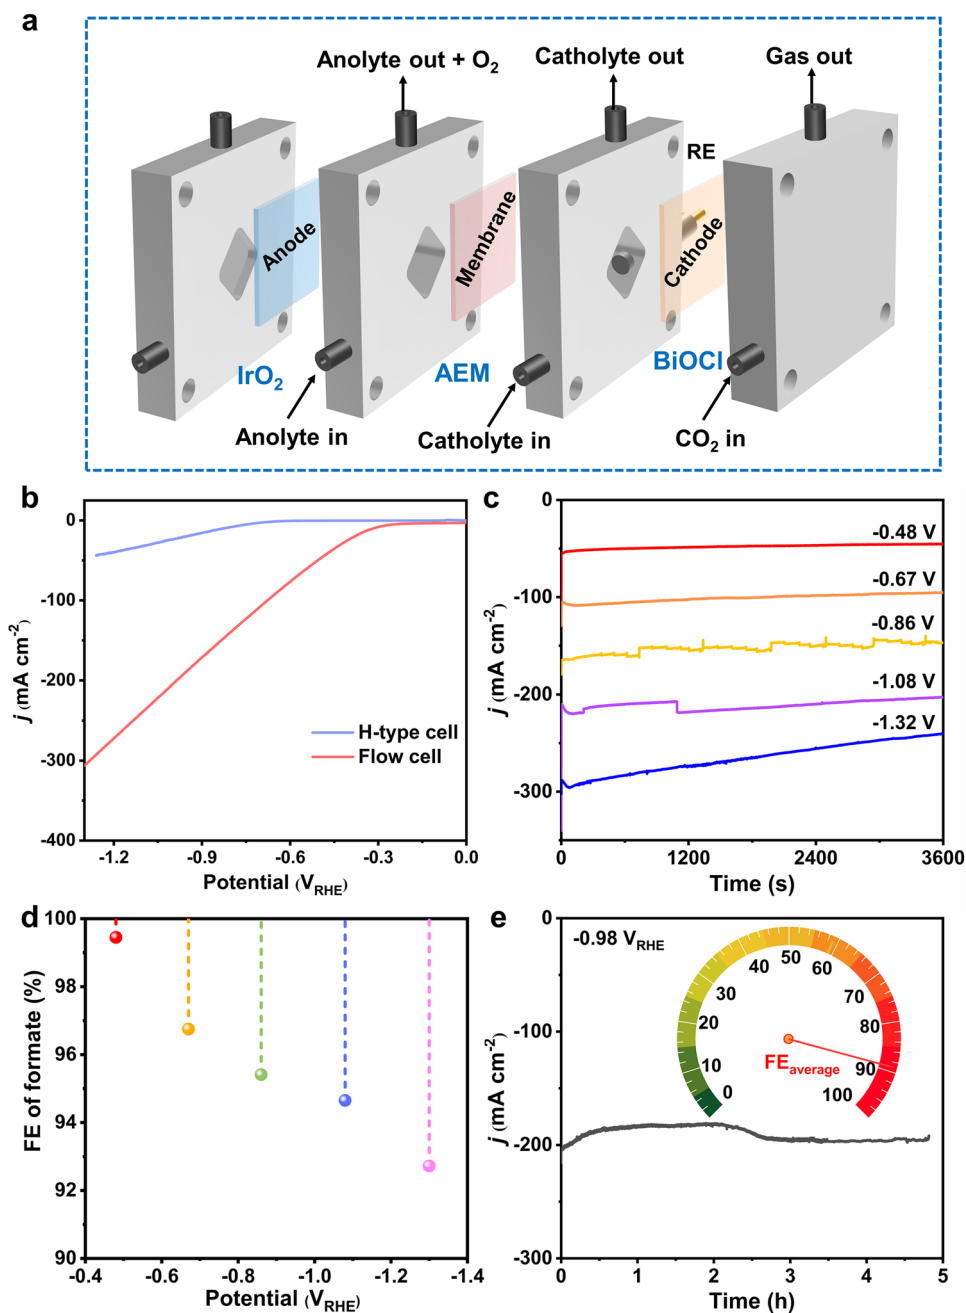 a
Anolyte out + O₂
Catholyte out
Gas out
RE
Anode
Membrane
Cathode
IrO₂
AEM
BiOCl
Anolyte in
Catholyte in
CO₂ in
b
0
-100
-200
-300
-400
j (mA cm⁻²)
H-type cell
Flow cell
-1.2 -0.9 -0.6 -0.3 0.0
Potential (V_RHE)
c
0
-100
-200
-300
j (mA cm⁻²)
-0.48 V
-0.67 V
-0.86 V
-1.08 V
-1.32 V
0 1200 2400 3600
Time (s)
d
100
98
96
94
92
90
FE of formate (%)
-0.4 -0.6 -0.8 -1.0 -1.2 -1.4
Potential (V_RHE)
e
0
-100
-200
-300
j (mA cm⁻²)
-0.98 V_RHE
0 10 20 30 40 50 60 70 80 90 100
FE_average
0 1 2 3 4 5
Time (h)